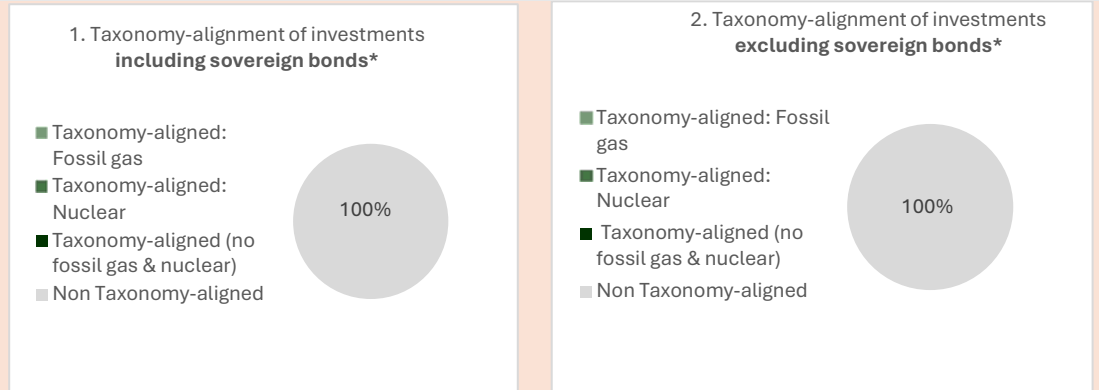 1. Taxonomy-alignment of investments
including sovereign bonds*
Taxonomy-aligned:
Fossil gas
Taxonomy-aligned:
Nuclear
Taxonomy-aligned (no
fossil gas & nuclear)
Non Taxonomy-aligned
100%
2. Taxonomy-alignment of investments
excluding sovereign bonds*
Taxonomy-aligned: Fossil
gas
Taxonomy-aligned:
Nuclear
Taxonomy-aligned (no
fossil gas & nuclear)
Non Taxonomy-aligned
100%